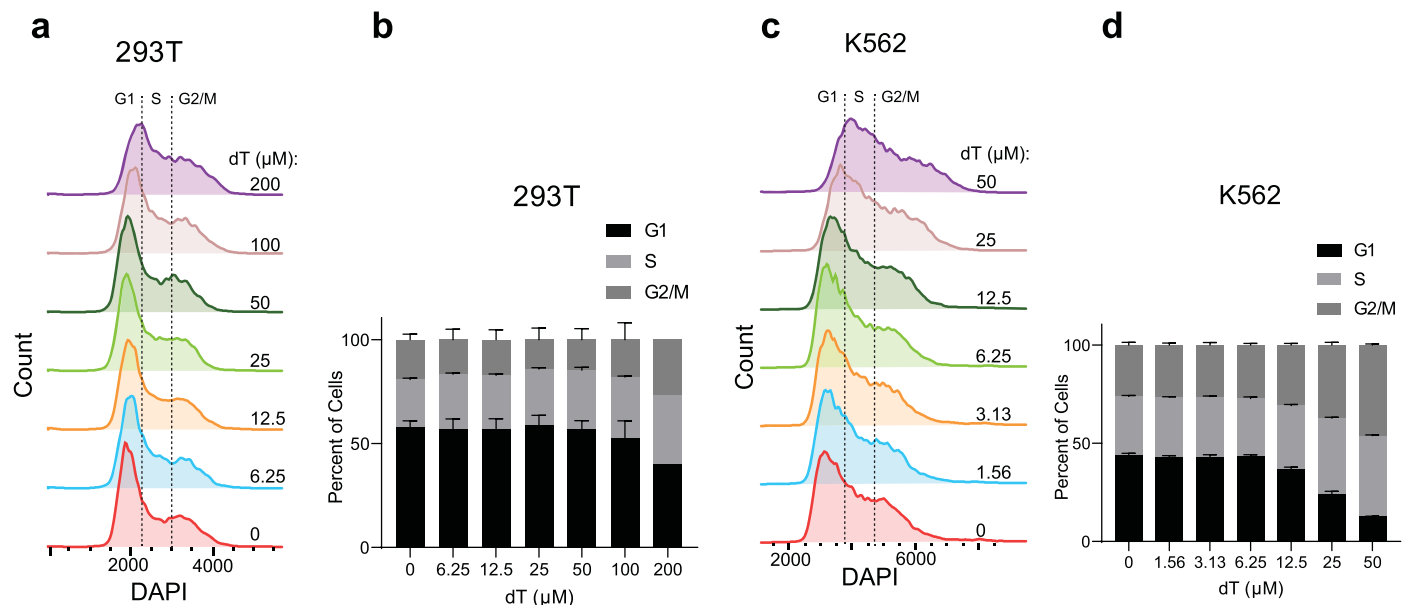 a
293T
G1 S G2/M
dT (µM):
200
100
50
25
12.5
6.25
0
Count
2000 4000
DAPI
b
293T
G1
S
G2/M
Percent of Cells
100
50
0
0 6.25 12.5 25 50 100 200
dT (µM)
c
K562
G1 S G2/M
dT (µM):
50
25
12.5
6.25
3.13
1.56
0
Count
2000 6000
DAPI
d
K562
G1
S
G2/M
Percent of Cells
100
50
0
0 1.56 3.13 6.25 12.5 25 50
dT (µM)